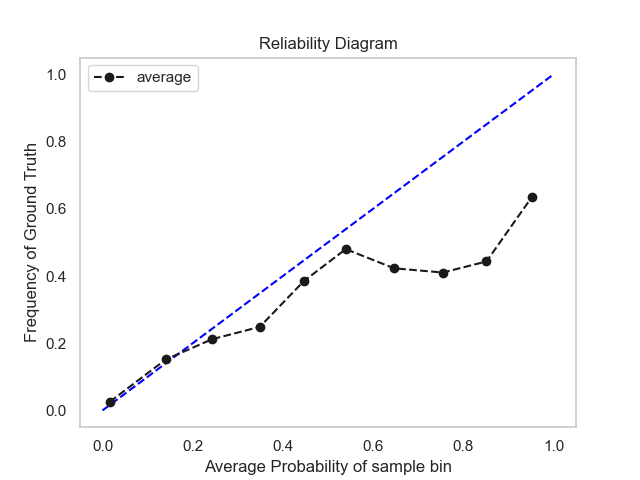 Reliability Diagram
average
Frequency of Ground Truth
1.0
0.8
0.6
0.4
0.2
0.0
0.0 0.2 0.4 0.6 0.8 1.0
Average Probability of sample bin